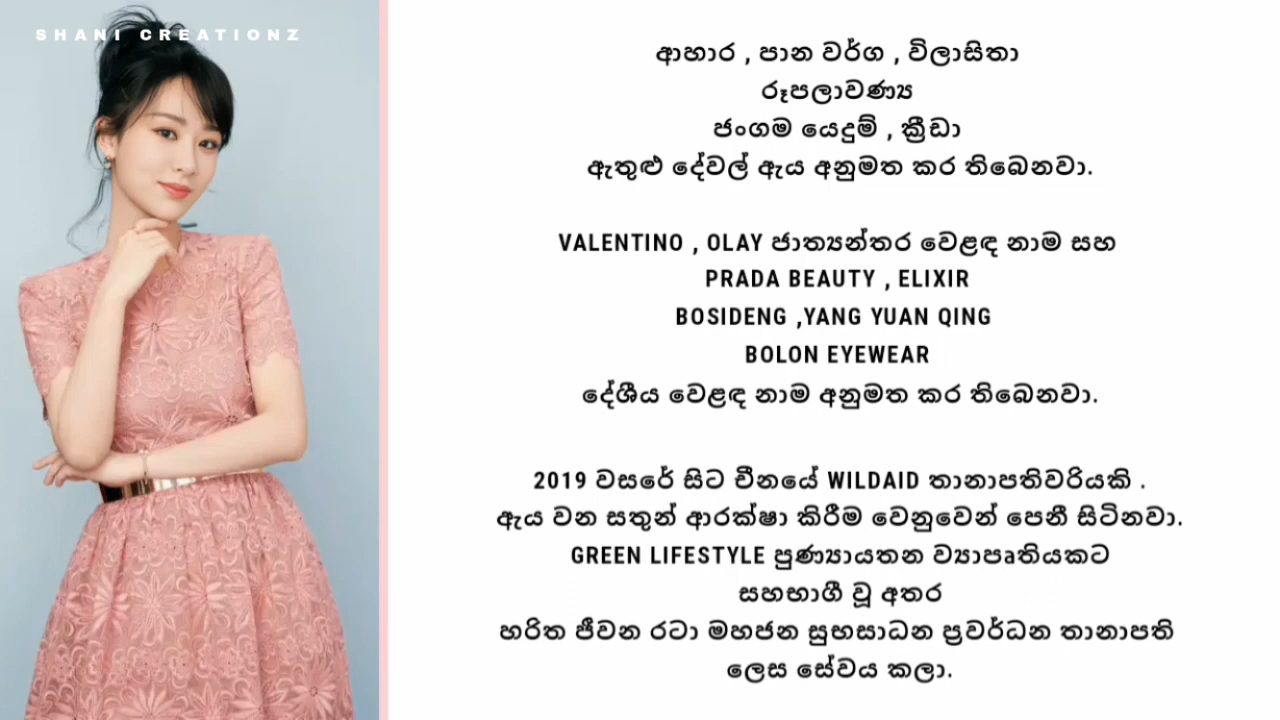 SHANI CREATIONZ
ආහාර , පාන වර්ග , විලාසිතා
රූපලාවණ්‍ය
ජංගම යෙදුම් , ක්‍රීඩා
ඇතුළු දේවල් ඇය අනුමත කර තිබෙනවා.
VALENTINO , OLAY ජාත්‍යන්තර වෙළඳ නාම සහ
PRADA BEAUTY , ELIXIR
BOSIDENG ,YANG YUAN QING
BOLON EYEWEAR
දේශීය වෙළඳ නාම අනුමත කර තිබෙනවා.
2019 වසරේ සිට චීනයේ WILDAID තානාපතිවරියකි .
ඇය වන සතුන් ආරක්ෂා කිරීම වෙනුවෙන් පෙනී සිටිනවා.
GREEN LIFESTYLE පුණ්‍යායතන ව්‍යාපෘතියකට
සහභාගී වූ අතර
හරිත ජීවන රටා මහජන සුභසාධන ප්‍රවර්ධන තානාපති
ලෙස සේවය කලා.